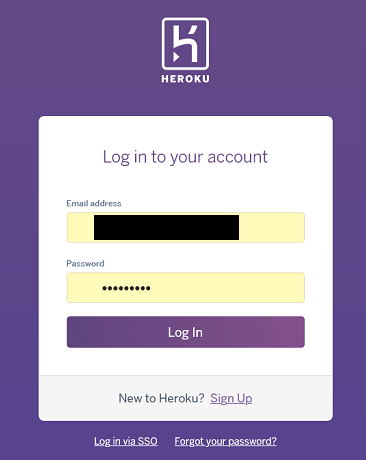 HEROKU
Log in to your account
Email address
Password
•••••••••
Log In
New to Heroku? Sign Up
Log in via SSO Forgot your password?